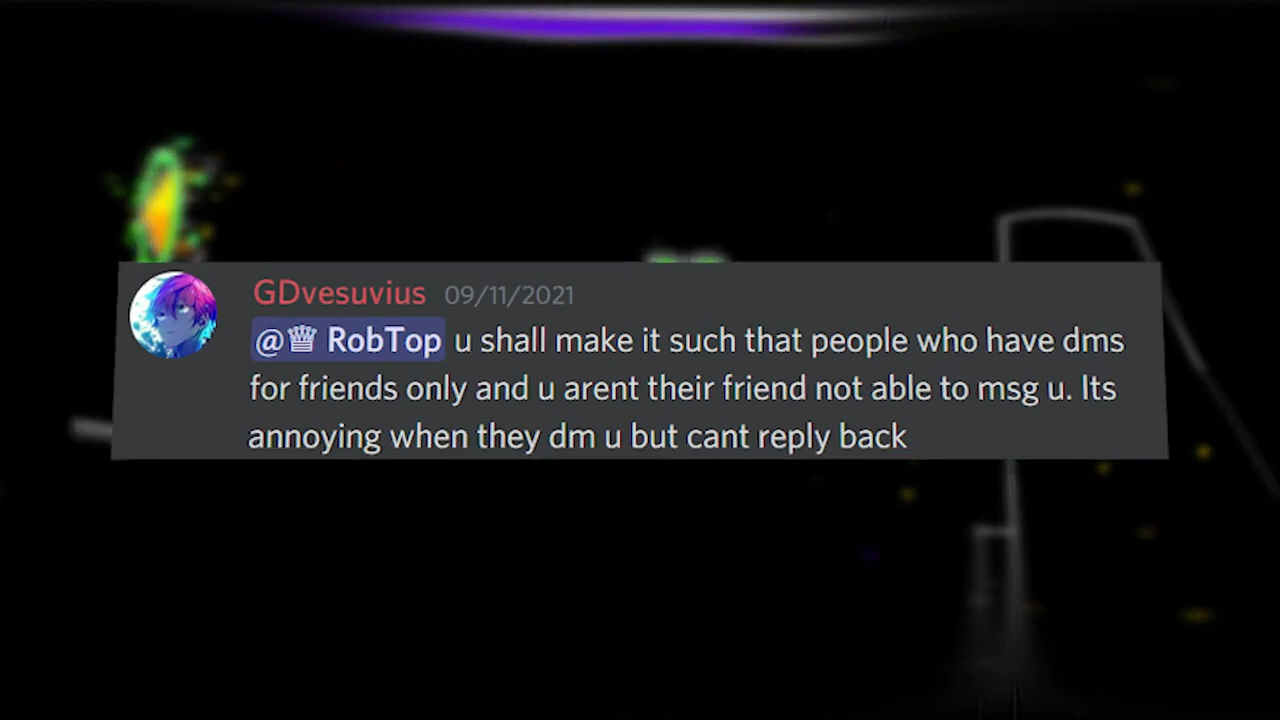 GDvesuvius 09/11/2021
@♕ RobTop u shall make it such that people who have dms
for friends only and u arent their friend not able to msg u. Its
annoying when they dm u but cant reply back